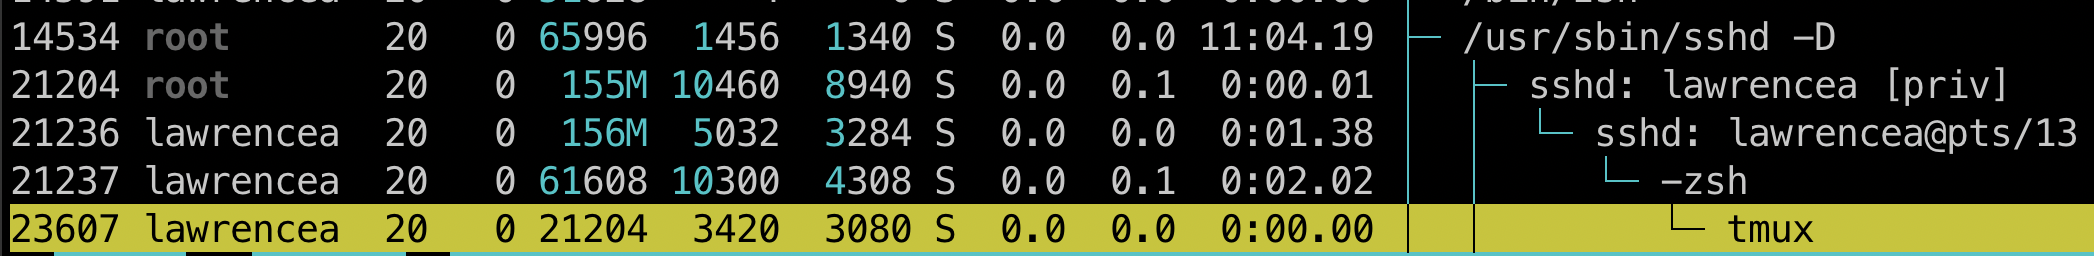 14534 root 20 0 65996 1456 1340 S 0.0 0.0 11:04.19 ├─ /usr/sbin/sshd -D
21204 root 20 0 155M 10460 8940 S 0.0 0.1 0:00.01 │ ├─ sshd: lawrencea [priv]
21236 lawrencea 20 0 156M 5032 3284 S 0.0 0.0 0:01.38 │ │ └─ sshd: lawrencea@pts/13
21237 lawrencea 20 0 61608 10300 4308 S 0.0 0.1 0:02.02 │ │ └─ -zsh
23607 lawrencea 20 0 21204 3420 3080 S 0.0 0.0 0:00.00 │ │ └─ tmux